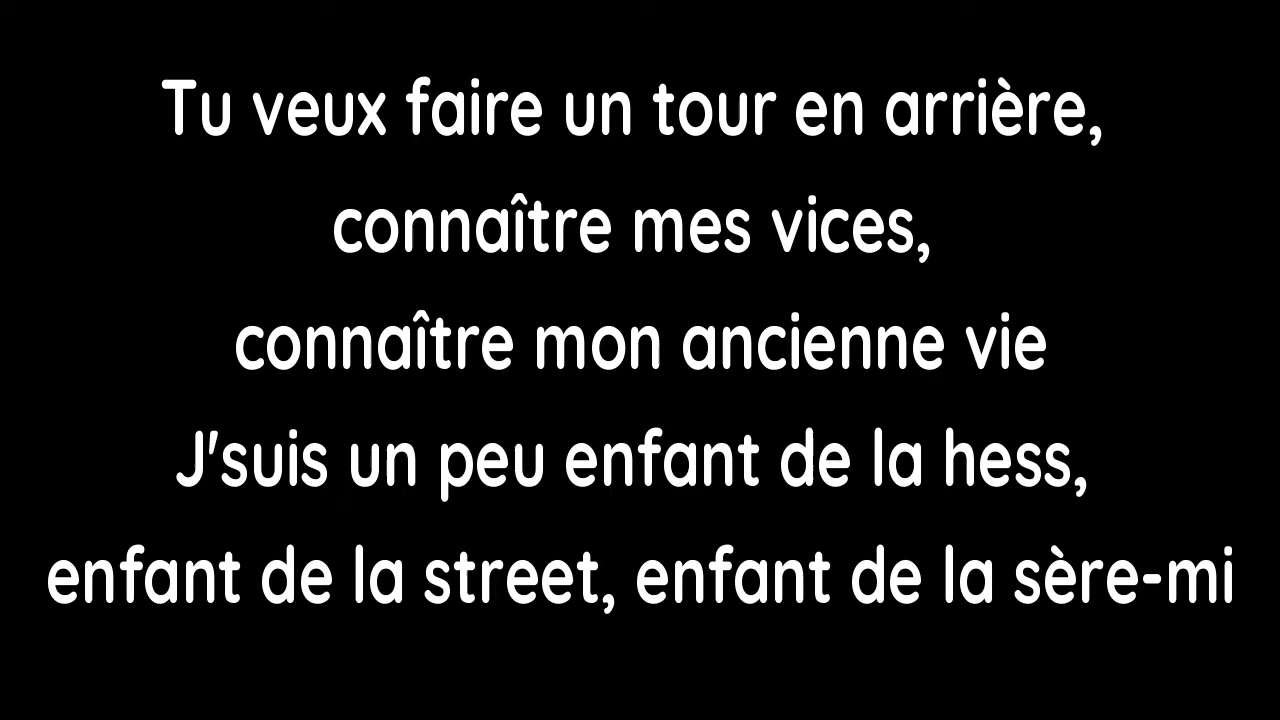 Tu veux faire un tour en arrière,
connaître mes vices,
connaître mon ancienne vie
J'suis un peu enfant de la hess,
enfant de la street, enfant de la sère-mi